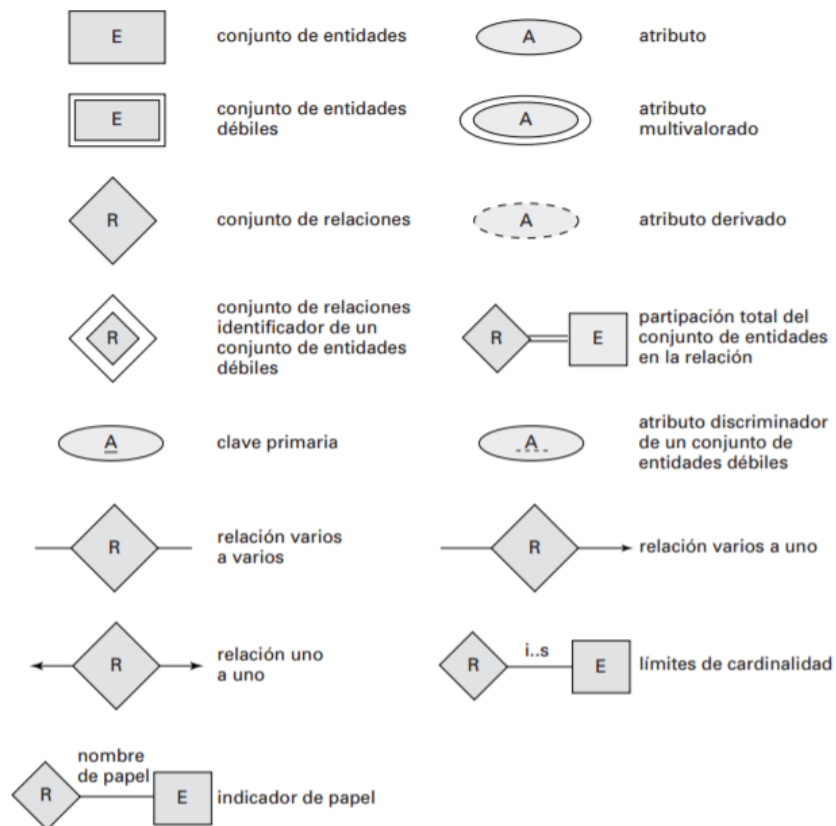 E
conjunto de entidades
A
atributo
E
conjunto de entidades
débiles
A
atributo
multivalorado
R
conjunto de relaciones
A
atributo derivado
R
conjunto de relaciones
identificador de un
conjunto de entidades
débiles
R
E
partipación total del
conjunto de entidades
en la relación
A
clave primaria
A
atributo discriminador
de un conjunto de
entidades débiles
R
relación varios
a varios
R
relación varios a uno
R
relación uno
a uno
R
i..s
E
límites de cardinalidad
R
nombre
de papel
E
indicador de papel